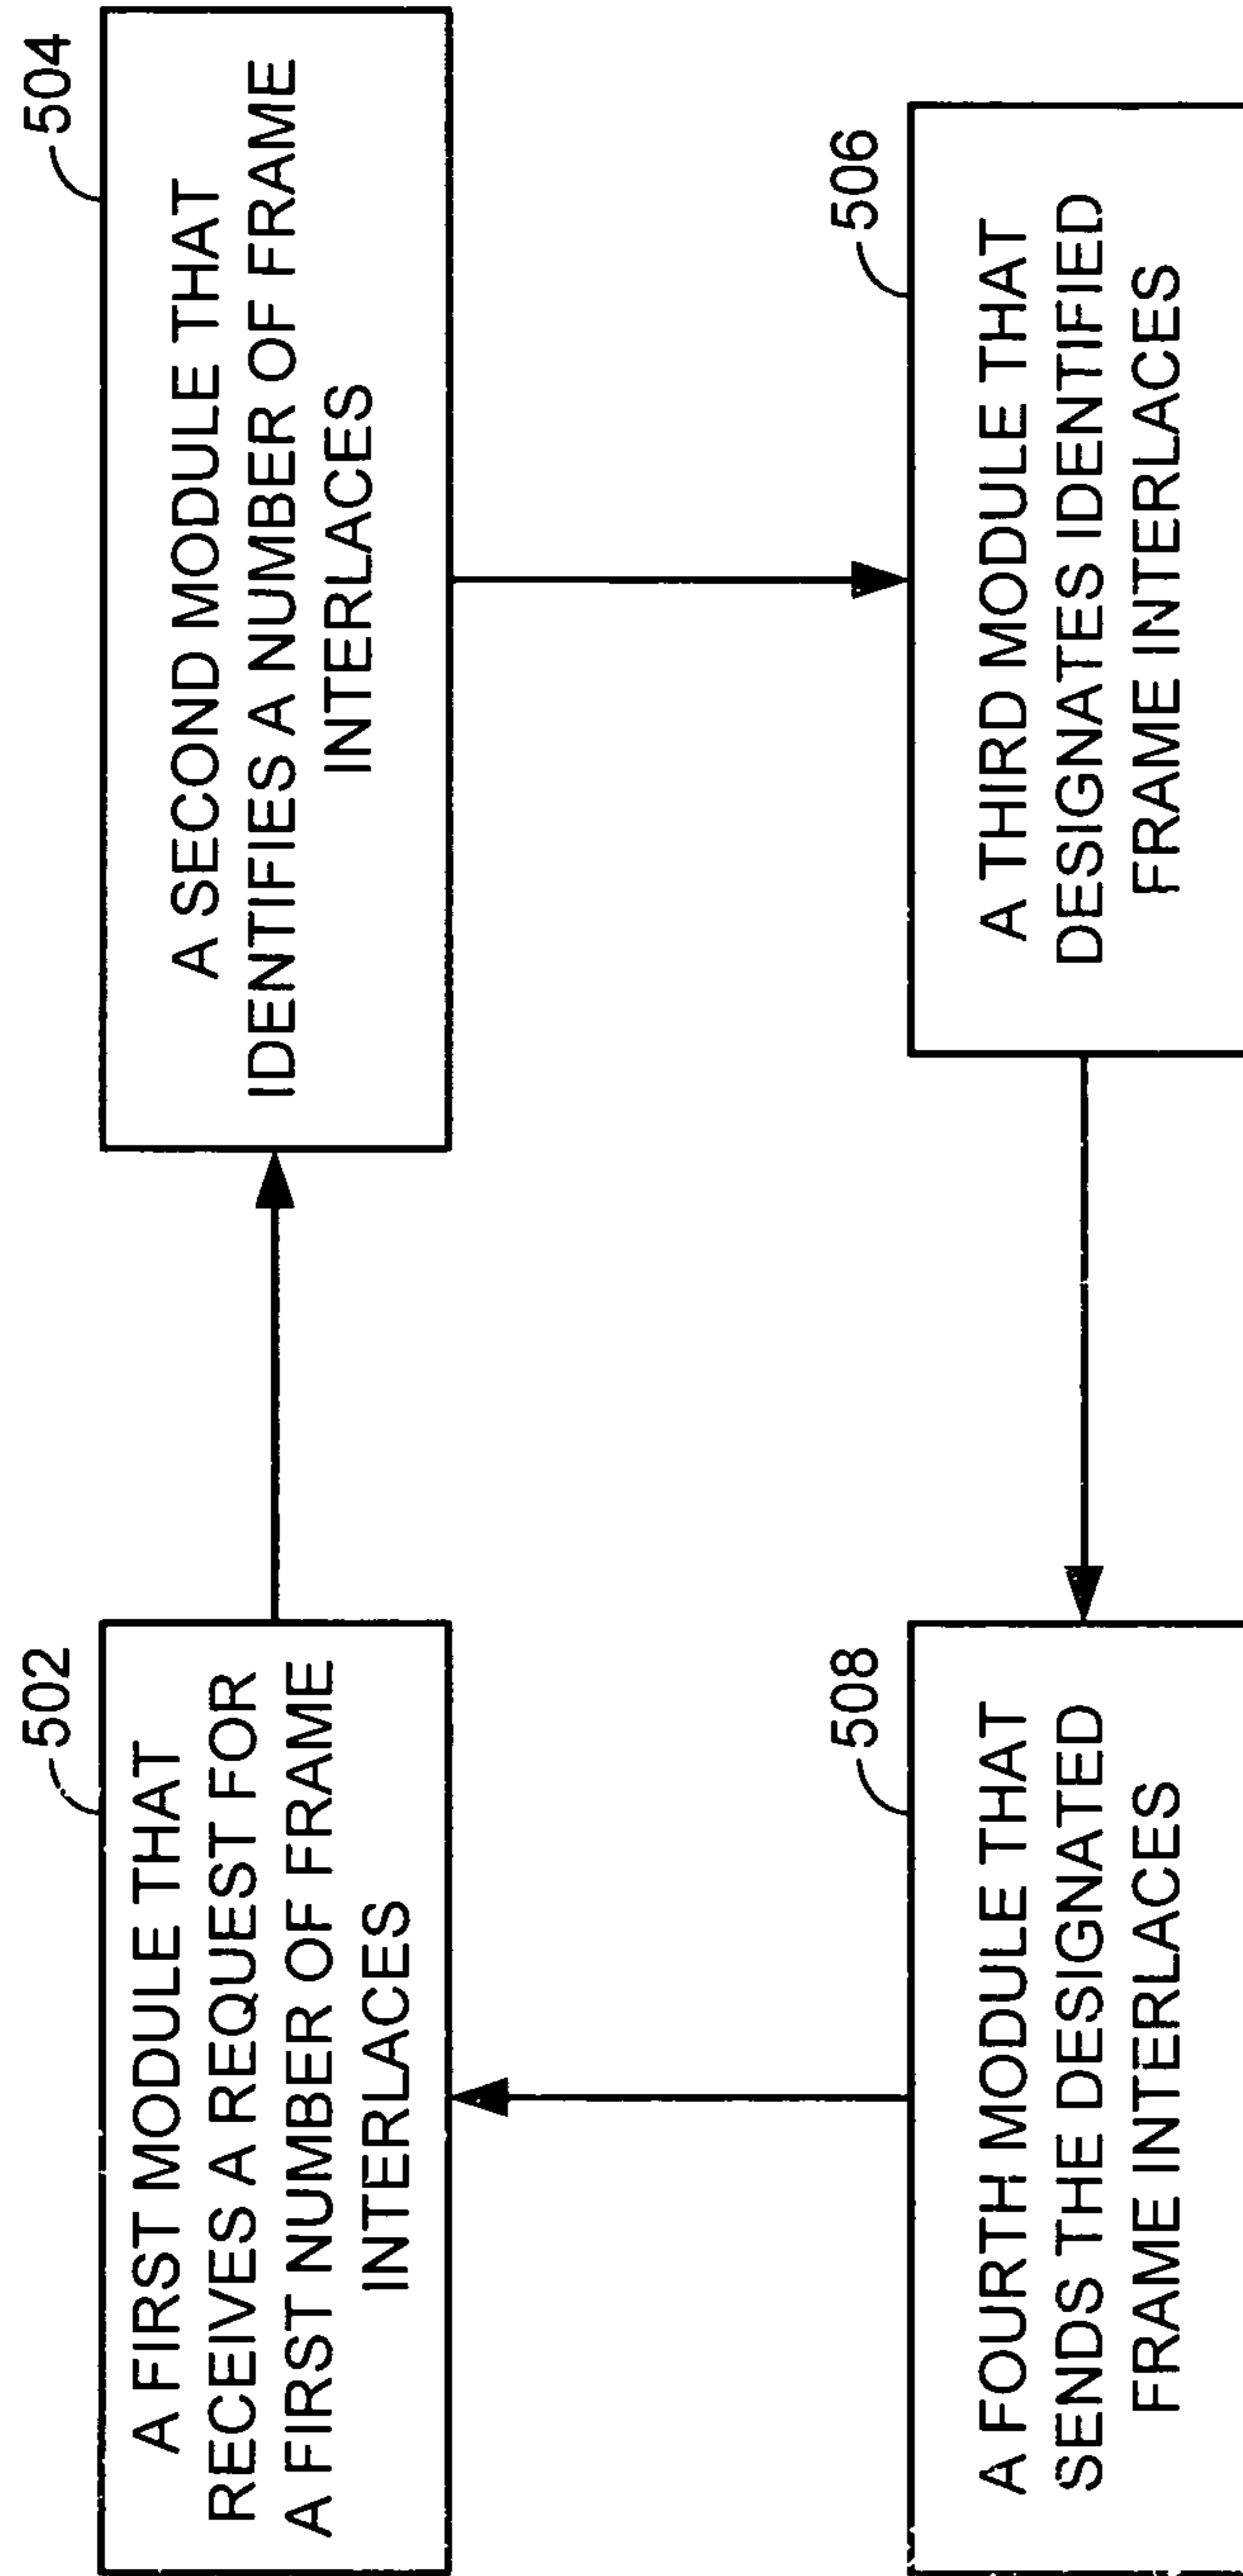 502
A FIRST MODULE THAT
RECEIVES A REQUEST FOR
A FIRST NUMBER OF FRAME
INTERLACES
504
A SECOND MODULE THAT
IDENTIFIES A NUMBER OF FRAME
INTERLACES
506
A THIRD MODULE THAT
DESIGNATES IDENTIFIED
FRAME INTERLACES
508
A FOURTH MODULE THAT
SENDS THE DESIGNATED
FRAME INTERLACES